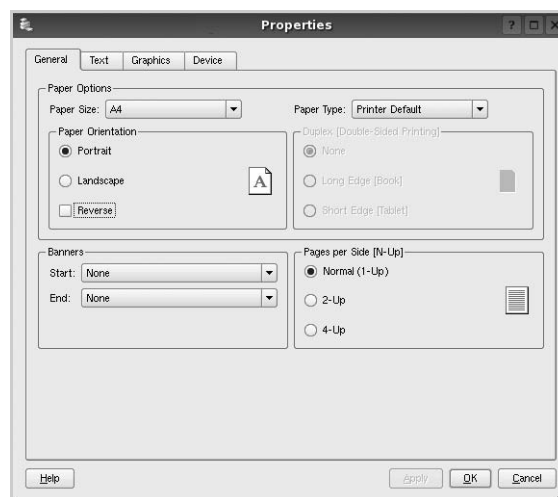 Properties
General Text Graphics Device
Paper Options
Paper Size: A4 Paper Type: Printer Default
Paper Orientation
Portrait
Landscape
A
Reverse
Duplex [Double-Sided Printing]
None
Long Edge [Book]
Short Edge [Tablet]
Banners
Start: None
End: None
Pages per Side [N-Up]
Normal (1-Up)
2-Up
4-Up
Help Apply OK Cancel